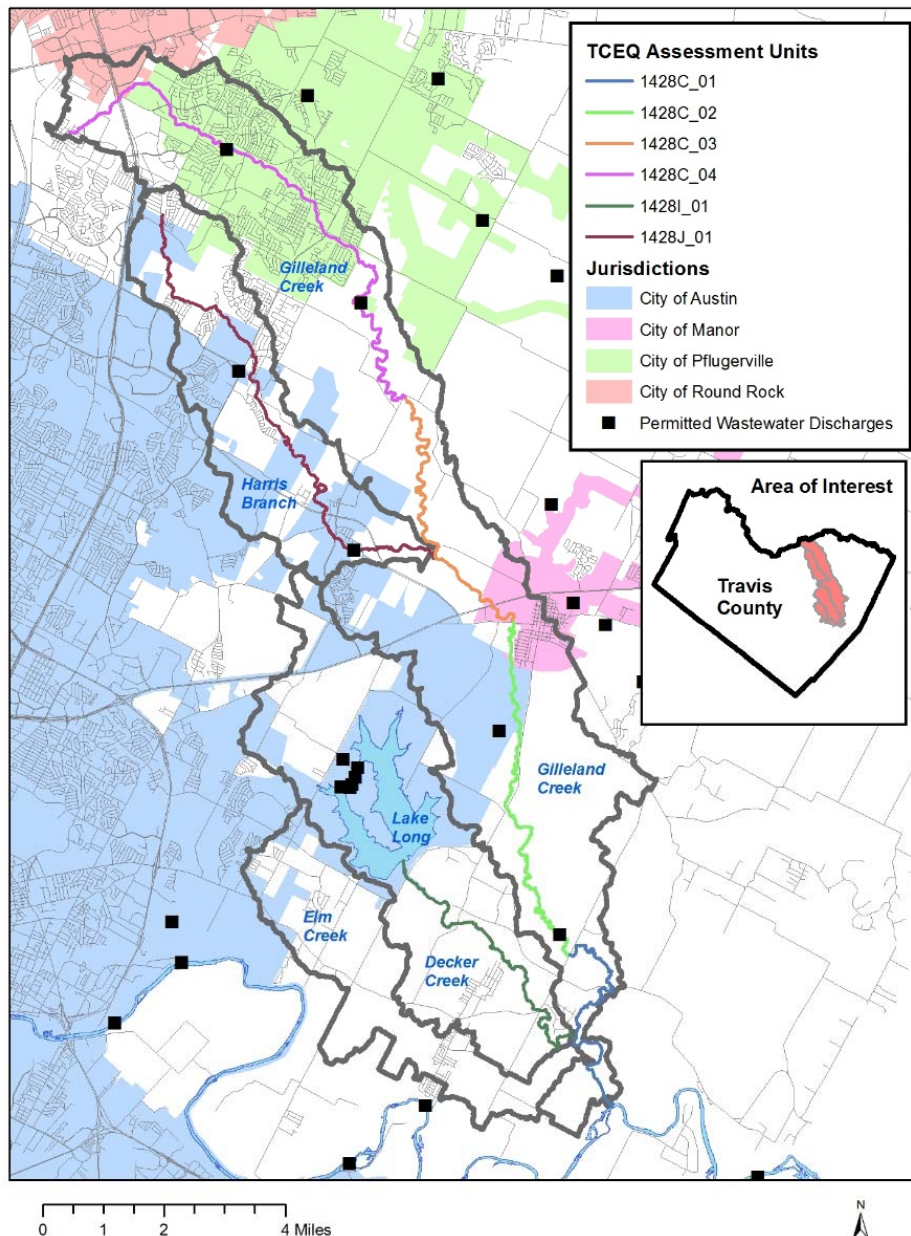 TCEQ Assessment Units
1428C_01
1428C_02
1428C_03
1428C_04
1428I_01
1428J_01
Jurisdictions
City of Austin
City of Manor
City of Pflugerville
City of Round Rock
Permitted Wastewater Discharges
Area of Interest
Travis
County
Gilleland
Creek
Harris
Branch
Gilleland
Creek
Lake
Long
Elm
Creek
Decker
Creek
0 1 2 4 Miles
N